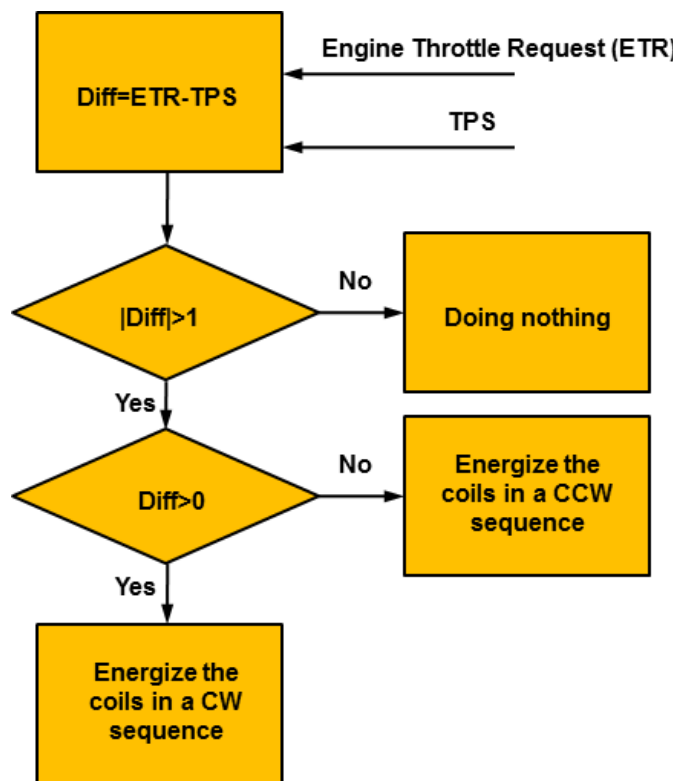 Engine Throttle Request (ETR)
Diff=ETR-TPS
TPS
|Diff|>1
No
Doing nothing
Yes
Diff>0
No
Energize the
coils in a CCW
sequence
Yes
Energize the
coils in a CW
sequence